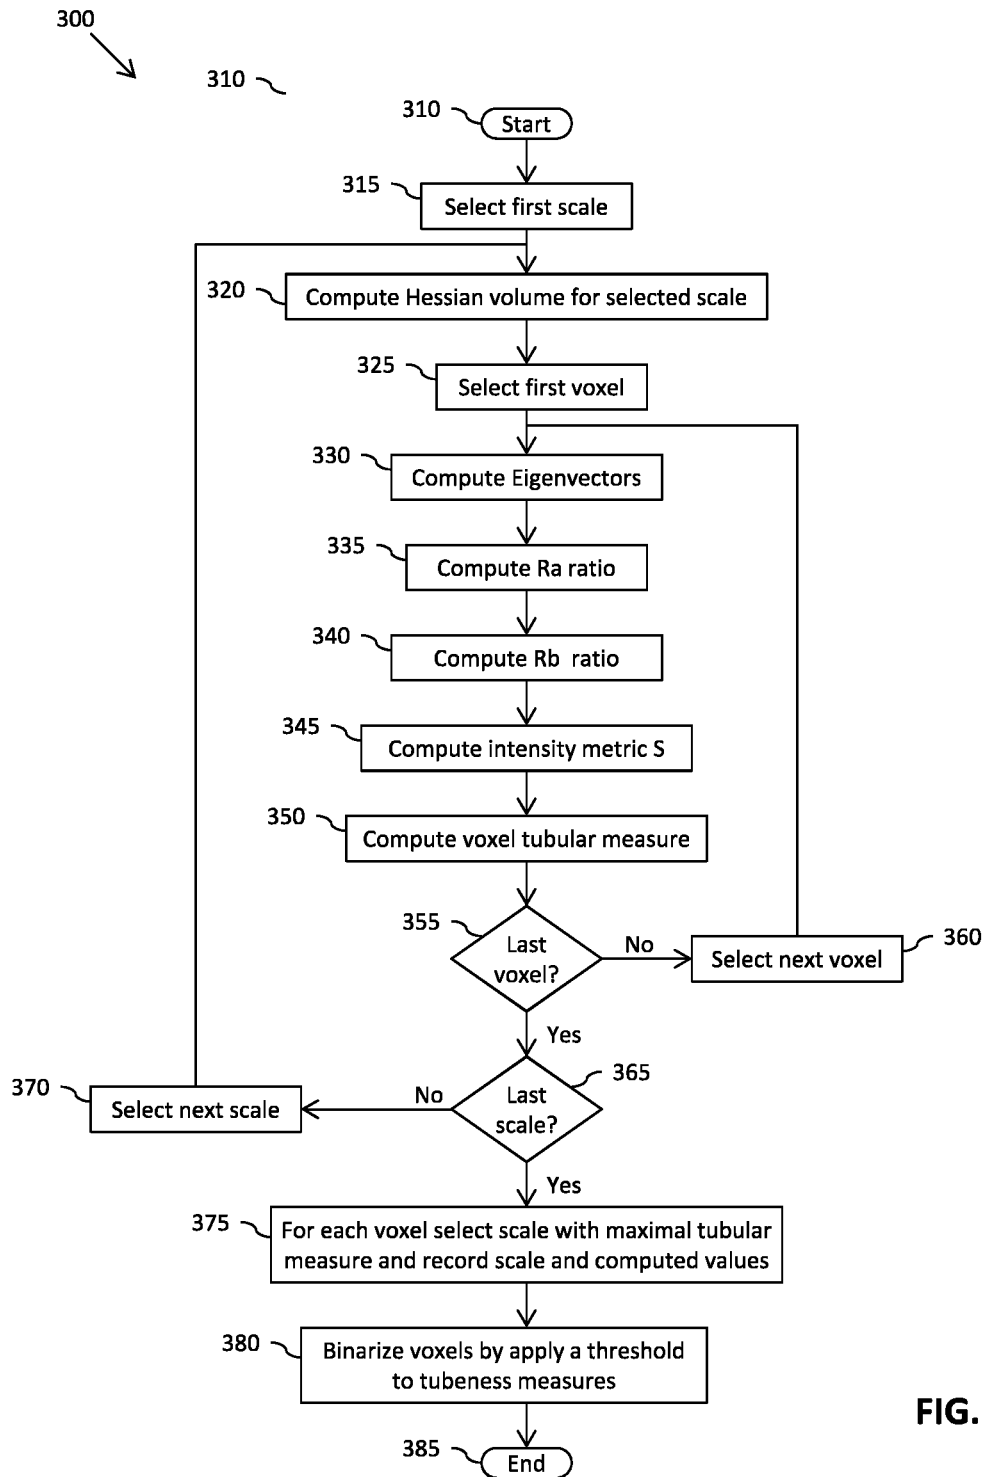 300
310
310
Start
315
Select first scale
320
Compute Hessian volume for selected scale
325
Select first voxel
330
Compute Eigenvectors
335
Compute Ra ratio
340
Compute Rb ratio
345
Compute intensity metric S
350
Compute voxel tubular measure
355
Last
voxel?
No
Select next voxel
360
Yes
365
370
Select next scale
No
Last
scale?
Yes
375
For each voxel select scale with maximal tubular
measure and record scale and computed values
380
Binarize voxels by apply a threshold
to tubeness measures
FIG.
385
End